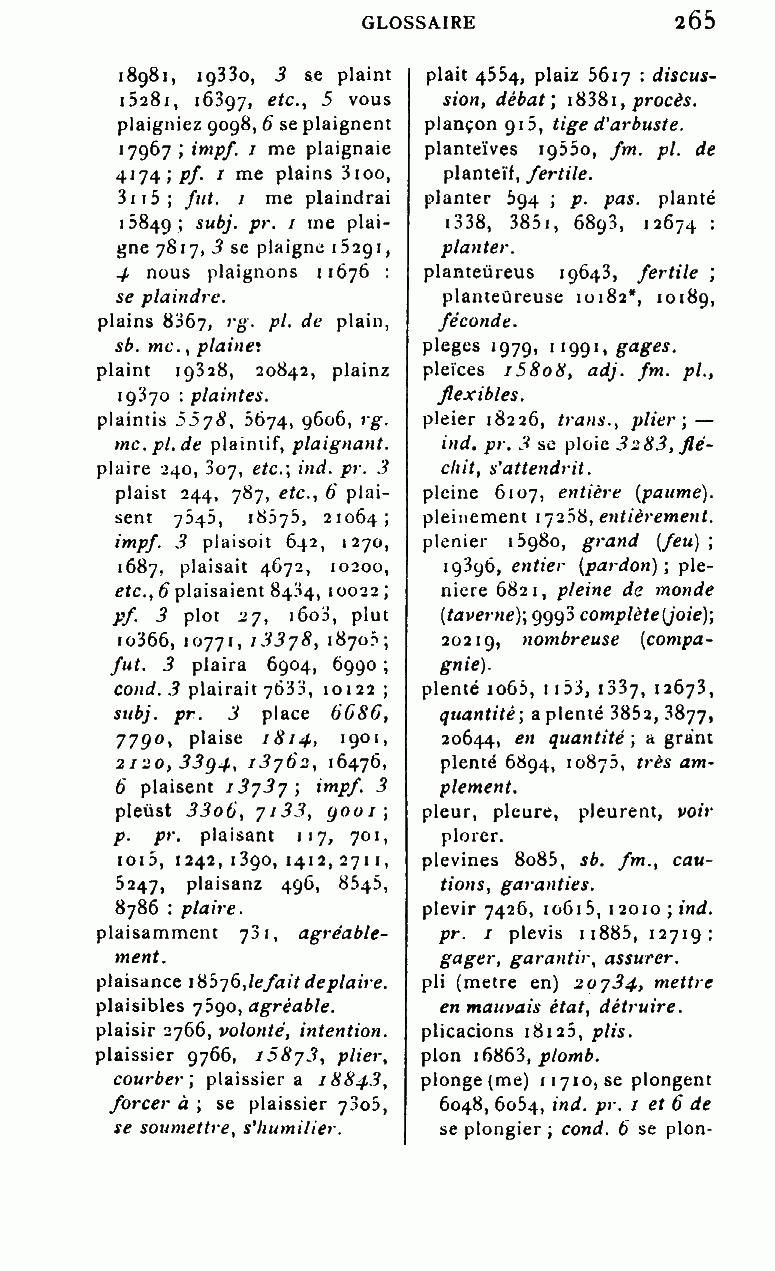 GLOSSAIRE 265
18981, 19330, 3 se plaint
15281, 16397, etc., 5 vous
plaigniez 9098, 6 se plaignent
17967 ; impf. 1 me plaignaie
4174 ; pf. 1 me plains 3100,
3115 ; fut. 1 me plaindrai
15849 ; subj. pr. 1 me plai-
gne 7817, 3 se plaigne 15291,
4 nous plaignons 11676 :
se plaindre.
plains 8367, rg. pl. de plain,
sb. mc., plaine.
plaint 19328, 20842, plainz
19370 : plaintes.
plaintis 5578, 5674, 9606, rg.
mc. pl. de plaintif, plaignant.
plaire 240, 307, etc.; ind. pr. 3
plaist 244, 787, etc., 6 plai-
sent 7545, 18575, 21064 ;
impf. 3 plaisoit 642, 1270,
1687, plaisait 4672, 10200,
etc., 6 plaisaient 8434, 10022 ;
pf. 3 plot 27, 1603, plut
10366, 10771, 13378, 18705 ;
fut. 3 plaira 6904, 6990 ;
cond. 3 plairait 7633, 10122 ;
subj. pr. 3 place 6686,
7790, plaise 1814, 1901,
2120, 3394, 13762, 16476,
6 plaisent 13737 ; impf. 3
pleüst 3306, 7133, 9001 ;
p. pr. plaisant 117, 701,
1015, 1242, 1390, 1412, 2711,
5247, plaisanz 496, 8545,
8786 : plaire.
plaisamment 731, agréable-
ment.
plaisance 18576, le fait de plaire.
plaisibles 7590, agréable.
plaisir 2766, volonté, intention.
plaissier 9766, 15873, plier,
courber ; plaissier a 18843,
forcer à ; se plaissier 7305,
se soumettre, s'humilier.
plait 4554, plaiz 5617 : discus-
sion, débat ; 18381, procès.
plançon 915, tige d'arbuste.
planteïves 19550, fm. pl. de
planteïf, fertile.
planter 594 ; p. pas. planté
1338, 3851, 6893, 12674 :
planter.
planteüreus 19643, fertile ;
planteüreuse 10182*, 10189,
féconde.
pleges 1979, 11991, gages.
pleïces 15808, adj. fm. pl.,
flexibles.
pleier 18226, trans., plier ; —
ind. pr. 3 se ploie 3283, flé-
chit, s'attendrit.
pleine 6107, entière (paume).
pleinement 17258, entièrement.
plenier 15980, grand (feu) ;
19396, entier (pardon) ; ple-
niere 6821, pleine de monde
(taverne); 9993 complète (joie);
20219, nombreuse (compa-
gnie).
plenté 1065, 1153, 1337, 12673,
quantité ; a plenté 3852, 3877,
20644, en quantité ; a grant
plenté 6894, 10875, très am-
plement.
pleur, pleure, pleurent, voir
plorer.
plevines 8085, sb. fm., cau-
tions, garanties.
plevir 7426, 10615, 12010 ; ind.
pr. 1 plevis 11885, 12719 :
gager, garantir, assurer.
pli (metre en) 20734, mettre
en mauvais état, détruire.
plicacions 18125, plis.
plon 16863, plomb.
plonge (me) 11710, se plongent
6048, 6054, ind. pr. 1 et 6 de
se plongier ; cond. 6 se plon-